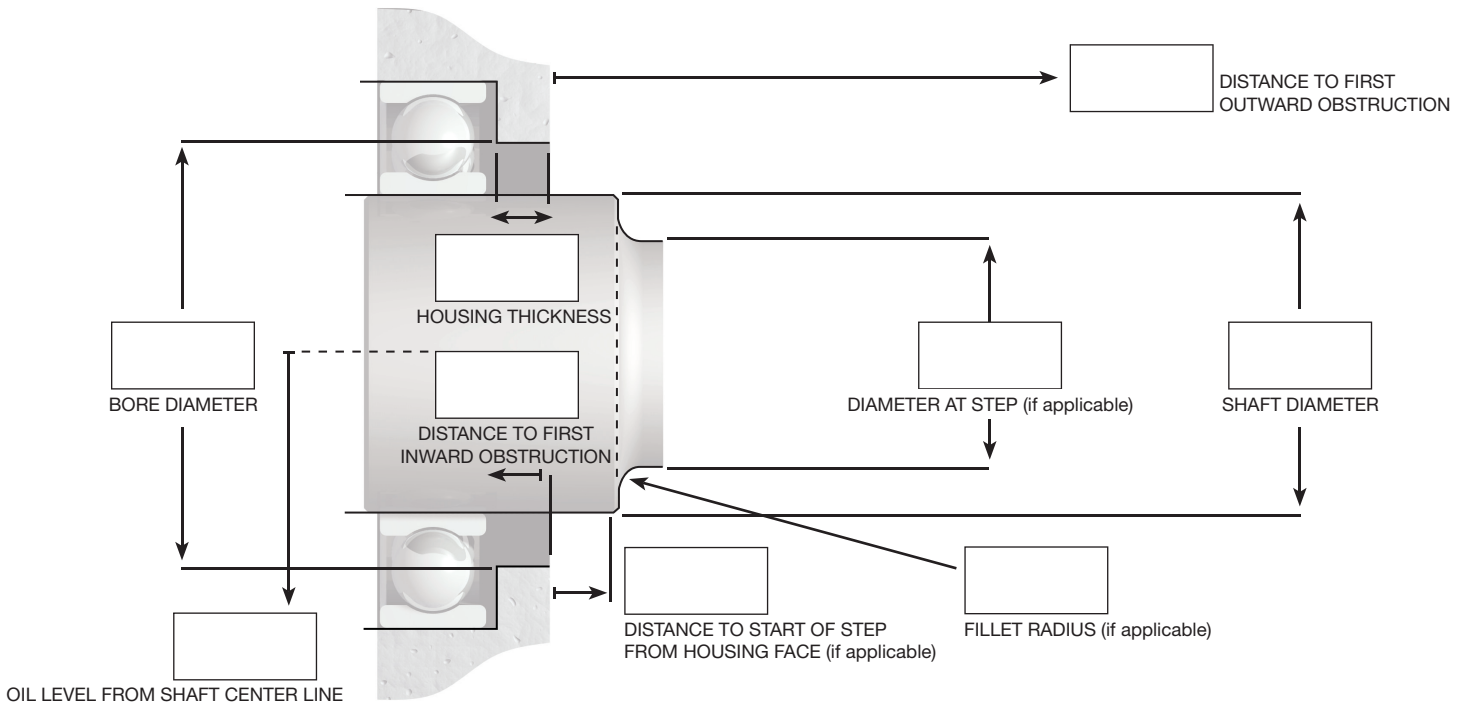 DISTANCE TO FIRST
OUTWARD OBSTRUCTION
HOUSING THICKNESS
BORE DIAMETER
DIAMETER AT STEP (if applicable)
SHAFT DIAMETER
DISTANCE TO FIRST
INWARD OBSTRUCTION
DISTANCE TO START OF STEP
FROM HOUSING FACE (if applicable)
FILLET RADIUS (if applicable)
OIL LEVEL FROM SHAFT CENTER LINE